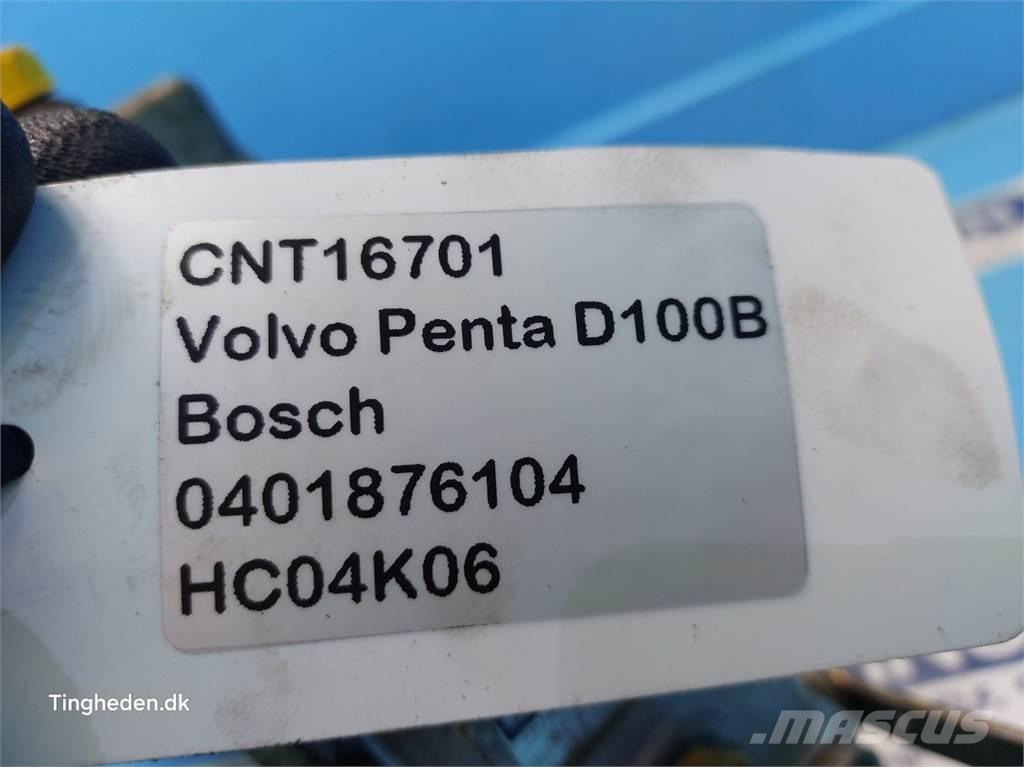 CNT16701
Volvo Penta D100B
Bosch
0401876104
HC04K06
Tingheden.dk
MASCUS